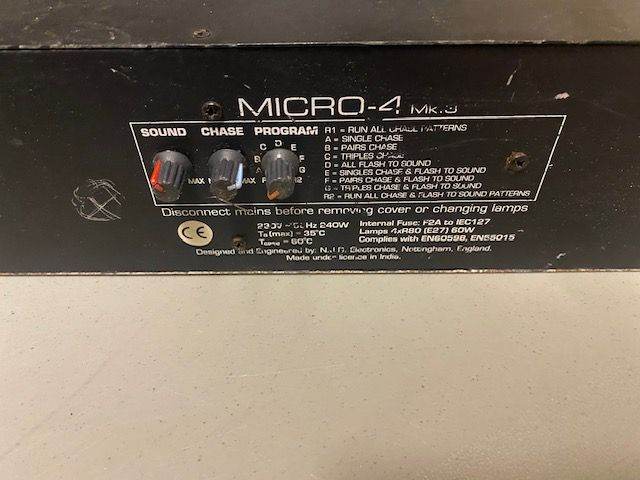 MICRO-4 Mk.3
SOUND CHASE PROGRAM
R1 = RUN ALL CHASE PATTERNS
A = SINGLE CHASE
B = PAIRS CHASE
C = TRIPLES CHASE
D = ALL FLASH TO SOUND
E = SINGLES CHASE & FLASH TO SOUND
F = PAIRS CHASE & FLASH TO SOUND
G = TRIPLES CHASE & FLASH TO SOUND
R2 = RUN ALL CHASE & FLASH TO SOUND PATTERNS
C D E
B F
A G
MAX MAX R2
Disconnect mains before removing cover or changing lamps
CE
230V ~50Hz 240W
Ta (max) = 35°C
= 60°C
Internal Fuse: F2A to IEC127
Lamps 4xR80 (E27) 60W
Complies with EN60598, EN55015
Designed and Engineered by N.J.D. Electronics, Nottingham, England.
Made under licence in India.